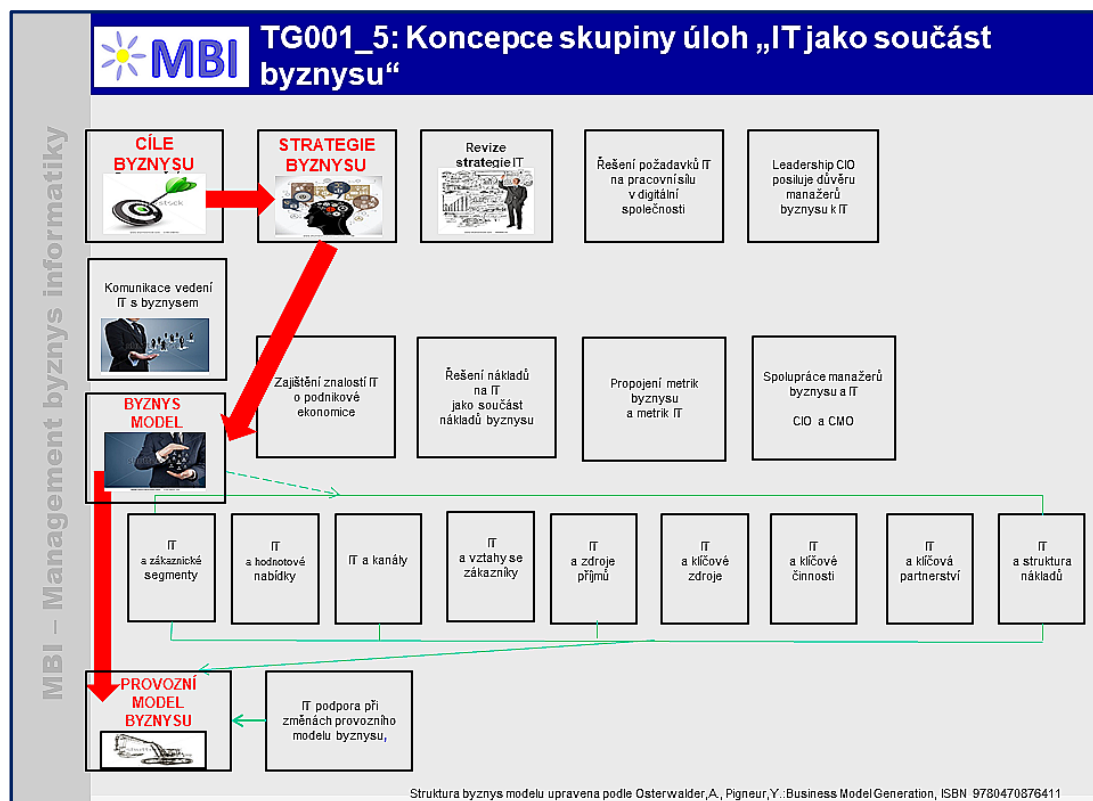 MBI
TG001_5: Koncepce skupiny úloh „IT jako součást
byznysu“
MBI – Management byznys informatiky
CÍLE
BYZNYSU
STRATEGIE
BYZNYSU
Revize
strategie IT
Řešení požadavků IT
na pracovní sílu
v digitální
společnosti
Leadership CIO
posiluje důvěru
manažerů
byznysu k IT
Komunikace vedení
IT s byznysem
Zajištění znalostí IT
o podnikové
ekonomice
Řešení nákladů
na IT
jako součást
nákladů byznysu
Propojení metrik
byznysu
a metrik IT
Spolupráce manažerů
byznysu a IT
CIO a CMO
BYZNYS
MODEL
IT
a zákaznické
segmenty
IT
a hodnotové
nabídky
IT a kanály
IT
a vztahy se
zákazníky
IT
a zdroje
příjmů
IT
a klíčové
zdroje
IT
a klíčové
činnosti
IT
a klíčová
partnerství
IT
a struktura
nákladů
PROVOZNÍ
MODEL
BYZNYSU
IT podpora při
změnách provozního
modelu byznysu,
Struktura byznys modelu upravena podle Osterwalder,A., Pigneur,Y.:Business Model Generation, ISBN 9780470876411